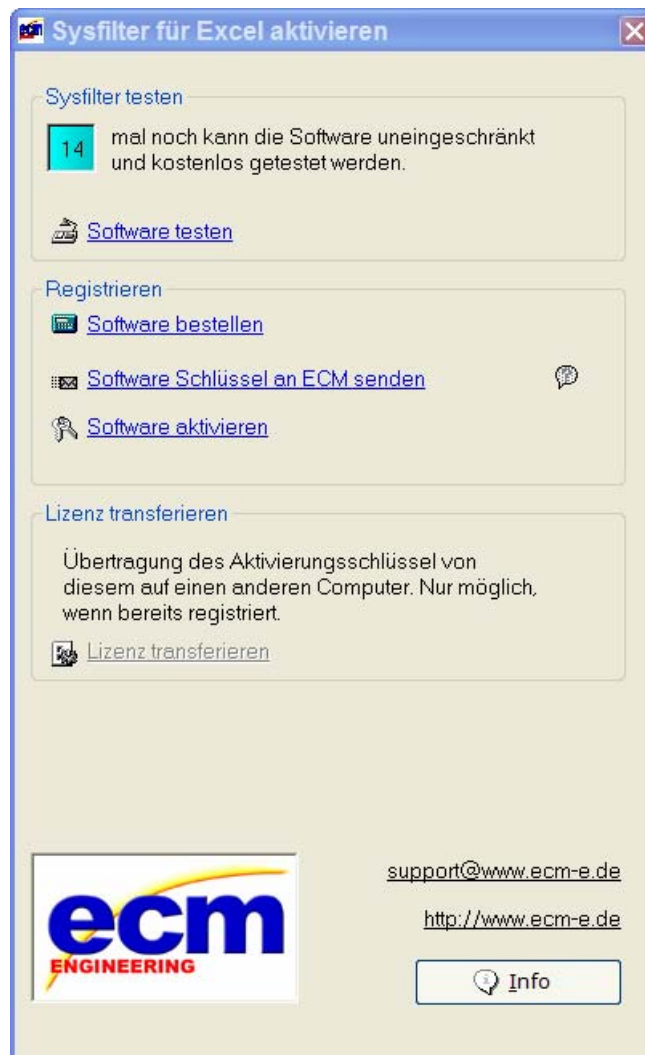 Sysfilter für Excel aktivieren
Sysfilter testen
14
mal noch kann die Software uneingeschränkt
und kostenlos getestet werden.
Software testen
Registrieren
Software bestellen
Software Schlüssel an ECM senden
Software aktivieren
Lizenz transferieren
Übertragung des Aktivierungsschlüssel von
diesem auf einen anderen Computer. Nur möglich,
wenn bereits registriert.
Lizenz transferieren
ecm
ENGINEERING
support@www.ecm-e.de
http://www.ecm-e.de
Info